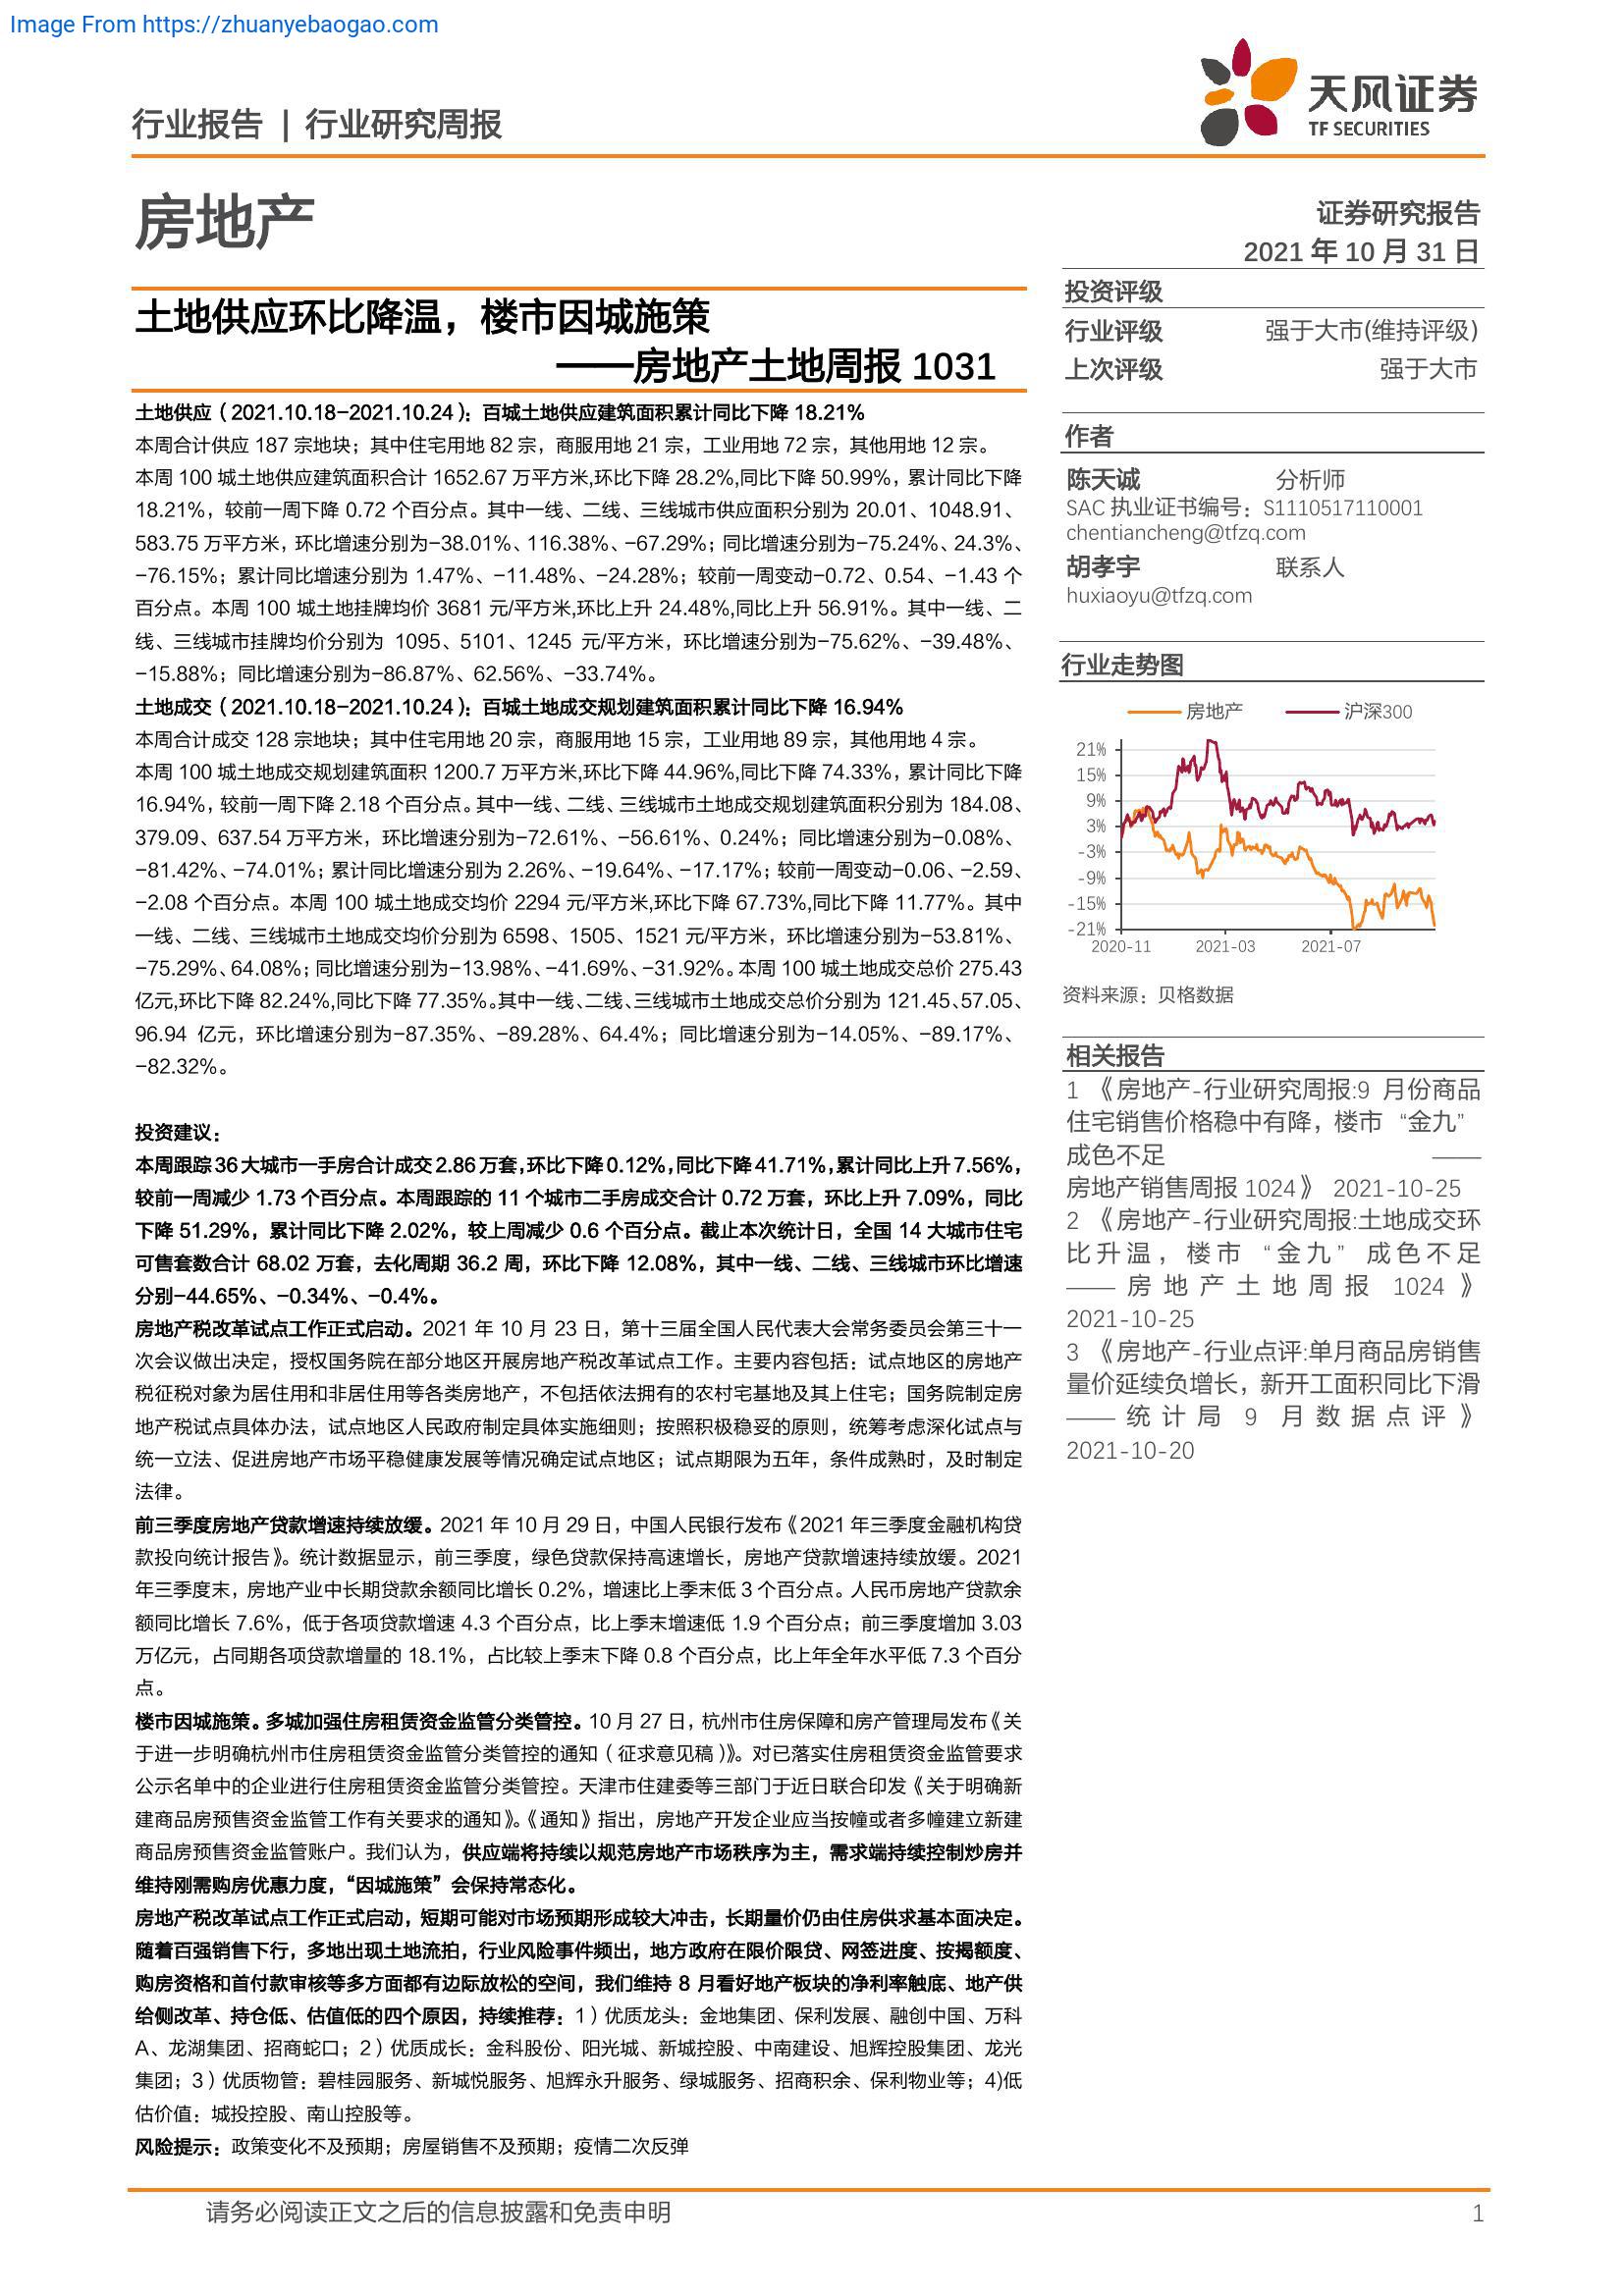 Image From https://zhuanyebaogao.com
行业报告 | 行业研究周报
天风证券
TF SECURITIES
房地产
证券研究报告
2021 年 10 月 31 日
土地供应环比降温，楼市因城施策
——房地产土地周报 1031
土地供应（2021.10.18-2021.10.24）：百城土地供应建筑面积累计同比下降 18.21%
本周合计供应 187 宗地块；其中住宅用地 82 宗，商服用地 21 宗，工业用地 72 宗，其他用地 12 宗。
本周 100 城土地供应建筑面积合计 1652.67 万平方米,环比下降 28.2%,同比下降 50.99%，累计同比下降
18.21%，较前一周下降 0.72 个百分点。其中一线、二线、三线城市供应面积分别为 20.01、1048.91、
583.75 万平方米，环比增速分别为-38.01%、116.38%、-67.29%；同比增速分别为-75.24%、24.3%、
-76.15%；累计同比增速分别为 1.47%、-11.48%、-24.28%；较前一周变动-0.72、0.54、-1.43 个
百分点。本周 100 城土地挂牌均价 3681 元/平方米,环比上升 24.48%,同比上升 56.91%。其中一线、二
线、三线城市挂牌均价分别为 1095、5101、1245 元/平方米，环比增速分别为-75.62%、-39.48%、
-15.88%；同比增速分别为-86.87%、62.56%、-33.74%。
土地成交（2021.10.18-2021.10.24）：百城土地成交规划建筑面积累计同比下降 16.94%
本周合计成交 128 宗地块；其中住宅用地 20 宗，商服用地 15 宗，工业用地 89 宗，其他用地 4 宗。
本周 100 城土地成交规划建筑面积 1200.7 万平方米,环比下降 44.96%,同比下降 74.33%，累计同比下降
16.94%，较前一周下降 2.18 个百分点。其中一线、二线、三线城市土地成交规划建筑面积分别为 184.08、
379.09、637.54 万平方米，环比增速分别为-72.61%、-56.61%、0.24%；同比增速分别为-0.08%、
-81.42%、-74.01%；累计同比增速分别为 2.26%、-19.64%、-17.17%；较前一周变动-0.06、-2.59、
-2.08 个百分点。本周 100 城土地成交均价 2294 元/平方米,环比下降 67.73%,同比下降 11.77%。其中
一线、二线、三线城市土地成交均价分别为 6598、1505、1521 元/平方米，环比增速分别为-53.81%、
-75.29%、64.08%；同比增速分别为-13.98%、-41.69%、-31.92%。本周 100 城土地成交总价 275.43
亿元,环比下降 82.24%,同比下降 77.35%。其中一线、二线、三线城市土地成交总价分别为 121.45、57.05、
96.94 亿元，环比增速分别为-87.35%、-89.28%、64.4%；同比增速分别为-14.05%、-89.17%、
-82.32%。
投资建议：
本周跟踪 36 大城市一手房合计成交 2.86 万套，环比下降 0.12%，同比下降 41.71%，累计同比上升 7.56%，
较前一周减少 1.73 个百分点。本周跟踪的 11 个城市二手房成交合计 0.72 万套，环比上升 7.09%，同比
下降 51.29%，累计同比下降 2.02%，较上周减少 0.6 个百分点。截止本次统计日，全国 14 大城市住宅
可售套数合计 68.02 万套，去化周期 36.2 周，环比下降 12.08%，其中一线、二线、三线城市环比增速
分别-44.65%、-0.34%、-0.4%。
房地产税改革试点工作正式启动。2021 年 10 月 23 日，第十三届全国人民代表大会常务委员会第三十一
次会议做出决定，授权国务院在部分地区开展房地产税改革试点工作。主要内容包括：试点地区的房地产
税征税对象为居住用和非居住用等各类房地产，不包括依法拥有的农村宅基地及其上住宅；国务院制定房
地产税试点具体办法，试点地区人民政府制定具体实施细则；按照积极稳妥的原则，统筹考虑深化试点与
统一立法、促进房地产市场平稳健康发展等情况确定试点地区；试点期限为五年，条件成熟时，及时制定
法律。
前三季度房地产贷款增速持续放缓。2021 年 10 月 29 日，中国人民银行发布《2021 年三季度金融机构贷
款投向统计报告》。统计数据显示，前三季度，绿色贷款保持高速增长，房地产贷款增速持续放缓。2021
年三季度末，房地产业中长期贷款余额同比增长 0.2%，增速比上季末低 3 个百分点。人民币房地产贷款余
额同比增长 7.6%，低于各项贷款增速 4.3 个百分点，比上季末增速低 1.9 个百分点；前三季度增加 3.03
万亿元，占同期各项贷款增量的 18.1%，占比较上季末下降 0.8 个百分点，比上年全年水平低 7.3 个百分
点。
楼市因城施策。多城加强住房租赁资金监管分类管控。10 月 27 日，杭州市住房保障和房产管理局发布《关
于进一步明确杭州市住房租赁资金监管分类管控的通知（征求意见稿）》。对已落实住房租赁资金监管要求
公示名单中的企业进行住房租赁资金监管分类管控。天津市住建委等三部门于近日联合印发《关于明确新
建商品房预售资金监管工作有关要求的通知》。《通知》指出，房地产开发企业应当按幢或者多幢建立新建
商品房预售资金监管账户。我们认为，供应端将持续以规范房地产市场秩序为主，需求端持续控制炒房并
维持刚需购房优惠力度，“因城施策”会保持常态化。
房地产税改革试点工作正式启动，短期可能对市场预期形成较大冲击，长期量价仍由住房供求基本面决定。
随着百强销售下行，多地出现土地流拍，行业风险事件频出，地方政府在限价限贷、网签进度、按揭额度、
购房资格和首付款审核等多方面都有边际放松的空间，我们维持 8 月看好地产板块的净利率触底、地产供
给侧改革、持仓低、估值低的四个原因，持续推荐：1）优质龙头：金地集团、保利发展、融创中国、万科
A、龙湖集团、招商蛇口；2）优质成长：金科股份、阳光城、新城控股、中南建设、旭辉控股集团、龙光
集团；3）优质物管：碧桂园服务、新城悦服务、旭辉永升服务、绿城服务、招商积余、保利物业等；4)低
估价值：城投控股、南山控股等。
风险提示：政策变化不及预期；房屋销售不及预期；疫情二次反弹
投资评级
行业评级 强于大市(维持评级)
上次评级 强于大市
作者
陈天诚 分析师
SAC 执业证书编号：S1110517110001
chentiancheng@tfzq.com
胡孝宇 联系人
huxiaoyu@tfzq.com
行业走势图
房地产 沪深300
21%
15%
9%
3%
-3%
-9%
-15%
-21%
2020-11 2021-03 2021-07
资料来源：贝格数据
相关报告
1 《房地产-行业研究周报:9 月份商品
住宅销售价格稳中有降，楼市 “金九”
成色不足 ——
房地产销售周报 1024》 2021-10-25
2 《房地产-行业研究周报:土地成交环
比升温，楼市 “金九” 成色不足
——房地产土地周报 1024》
2021-10-25
3 《房地产-行业点评:单月商品房销售
量价延续负增长，新开工面积同比下滑
——统计局 9 月数据点评》
2021-10-20
请务必阅读正文之后的信息披露和免责申明
1